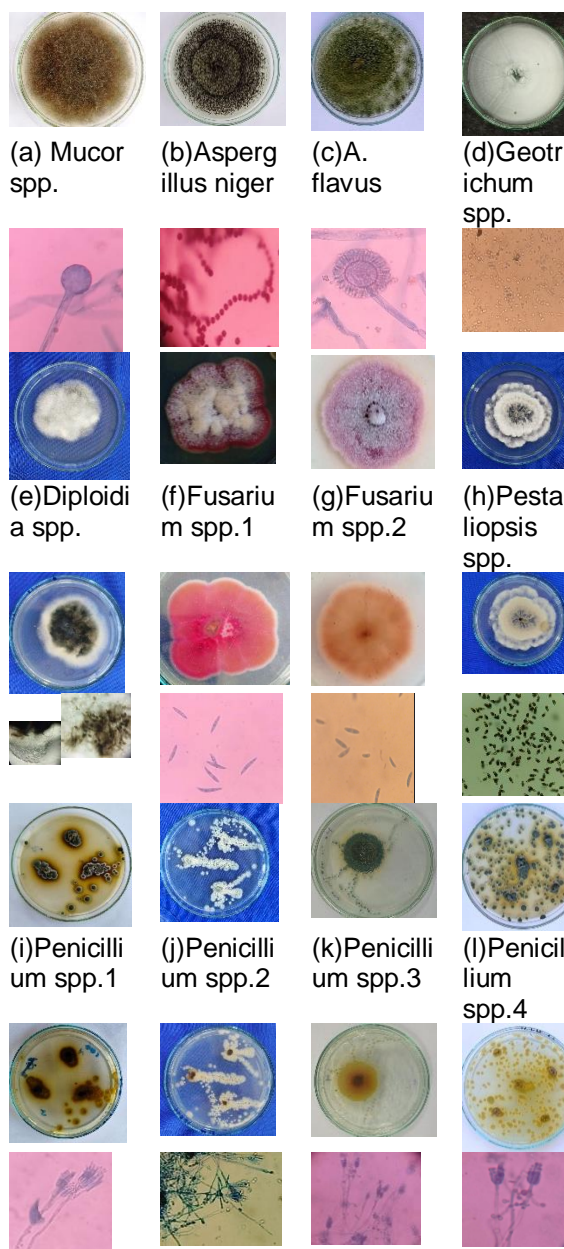 (a) Mucor
spp.
(b)Asperg
illus niger
(c)A.
flavus
(d)Geotr
ichum
spp.
(e)Diploidi
a spp.
(f)Fusariu
m spp.1
(g)Fusariu
m spp.2
(h)Pesta
liopsis
spp.
(i)Penicilli
um spp.1
(j)Penicilli
um spp.2
(k)Penicilli
um spp.3
(l)Penicil
lium
spp.4